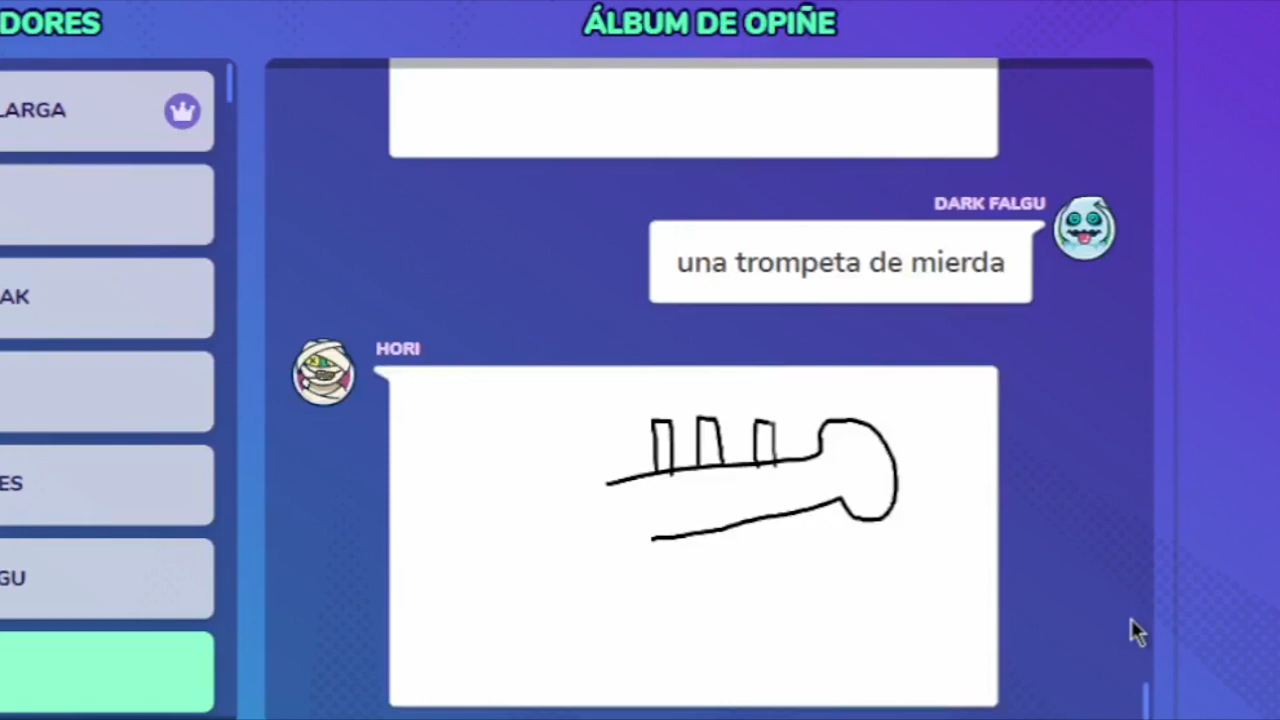 DORES
ÁLBUM DE OPIÑE
LARGA
AK
ES
GU
DARK FALGU
una trompeta de mierda
HORI